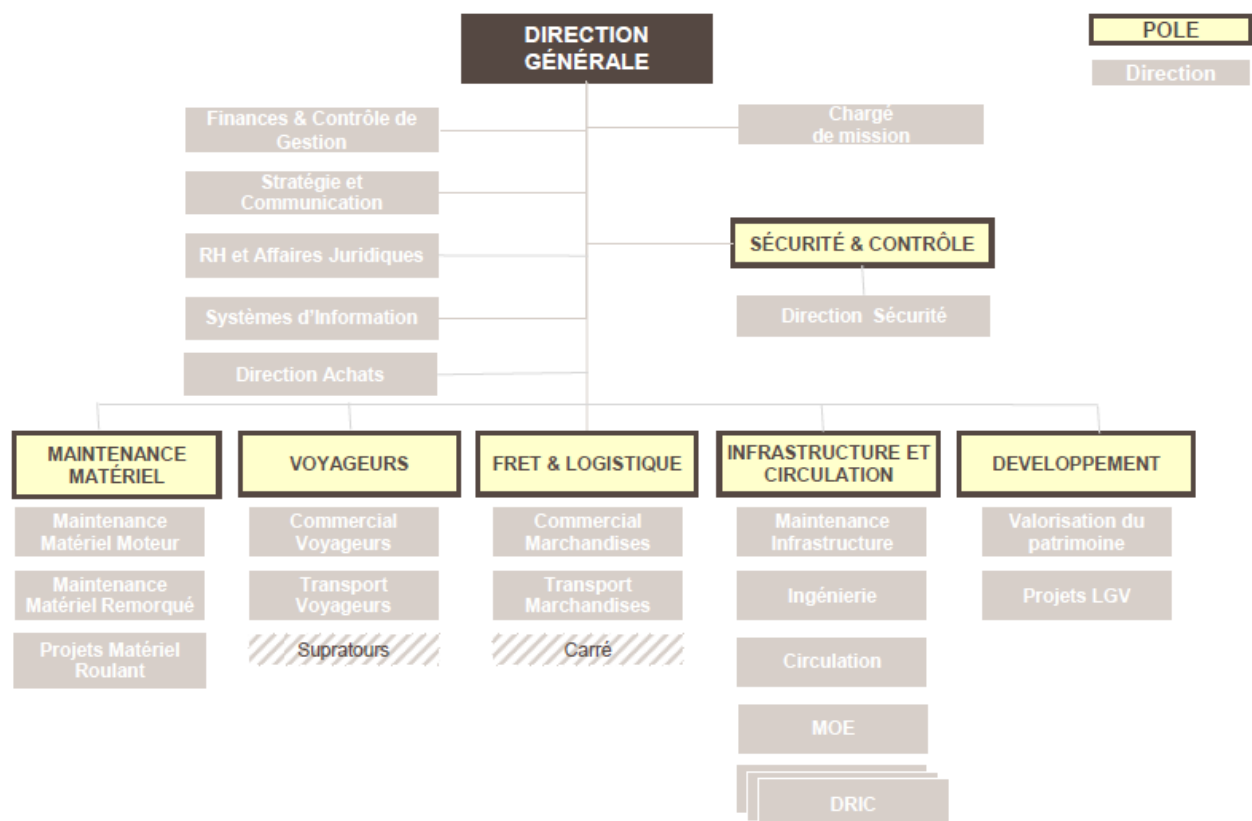 DIRECTION
GÉNÉRALE
POLE
Direction
Finances & Contrôle de
Gestion
Chargé
de mission
Stratégie et
Communication
RH et Affaires Juridiques
SÉCURITÉ & CONTRÔLE
Systèmes d'Information
Direction Sécurité
Direction Achats
MAINTENANCE
MATÉRIEL
VOYAGEURS
FRET & LOGISTIQUE
INFRASTRUCTURE ET
CIRCULATION
DEVELOPPEMENT
Maintenance
Matériel Moteur
Commercial
Voyageurs
Commercial
Marchandises
Maintenance
Infrastructure
Valorisation du
patrimoine
Maintenance
Matériel Remorqué
Transport
Voyageurs
Transport
Marchandises
Ingénierie
Projets LGV
Projets Matériel
Roulant
Supratours
Carré
Circulation
MOE
DRIC